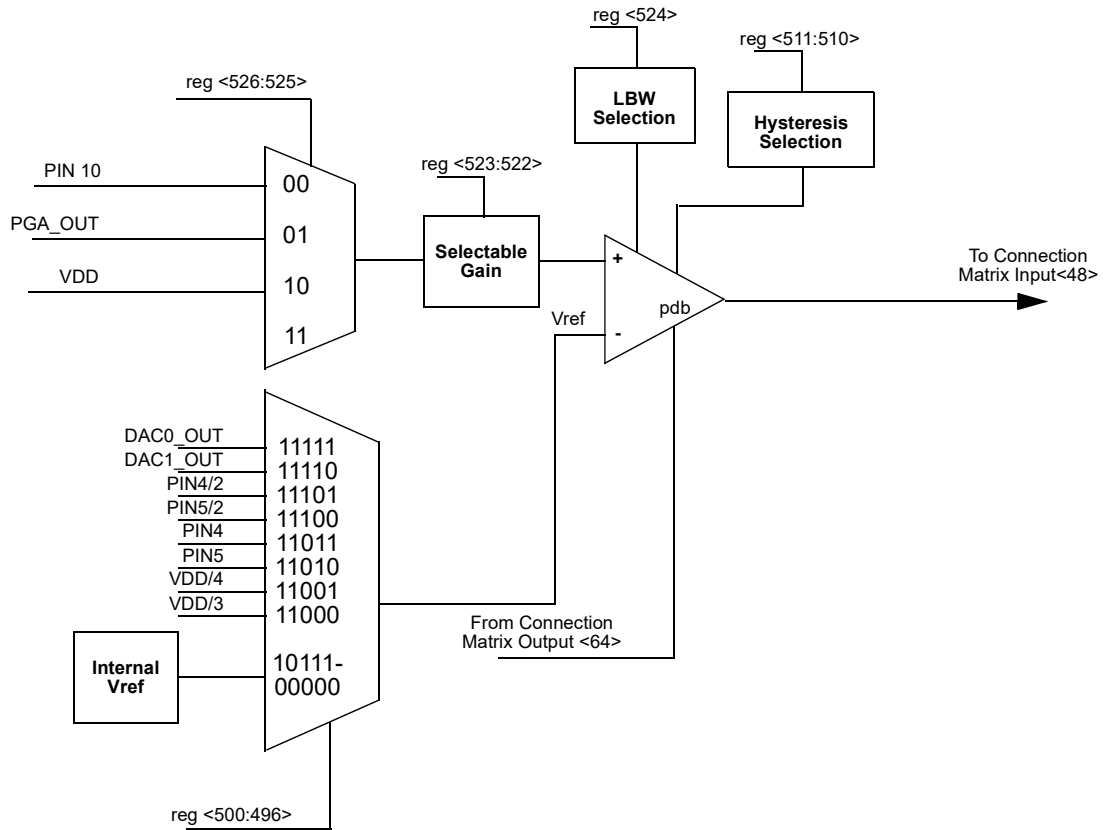 reg <524>
reg <511:510>
reg <526:525>
LBW
Selection
Hysteresis
Selection
PIN 10
00
reg <523:522>
PGA_OUT
01
Selectable
Gain
+
To Connection
Matrix Input<48>
VDD
10
11
Vref
pdb
-
DAC0_OUT
11111
DAC1_OUT
11110
PIN4/2
11101
PIN5/2
11100
PIN4
11011
PIN5
11010
VDD/4
11001
VDD/3
11000
From Connection
Matrix Output <64>
Internal
Vref
10111-
00000
reg <500:496>